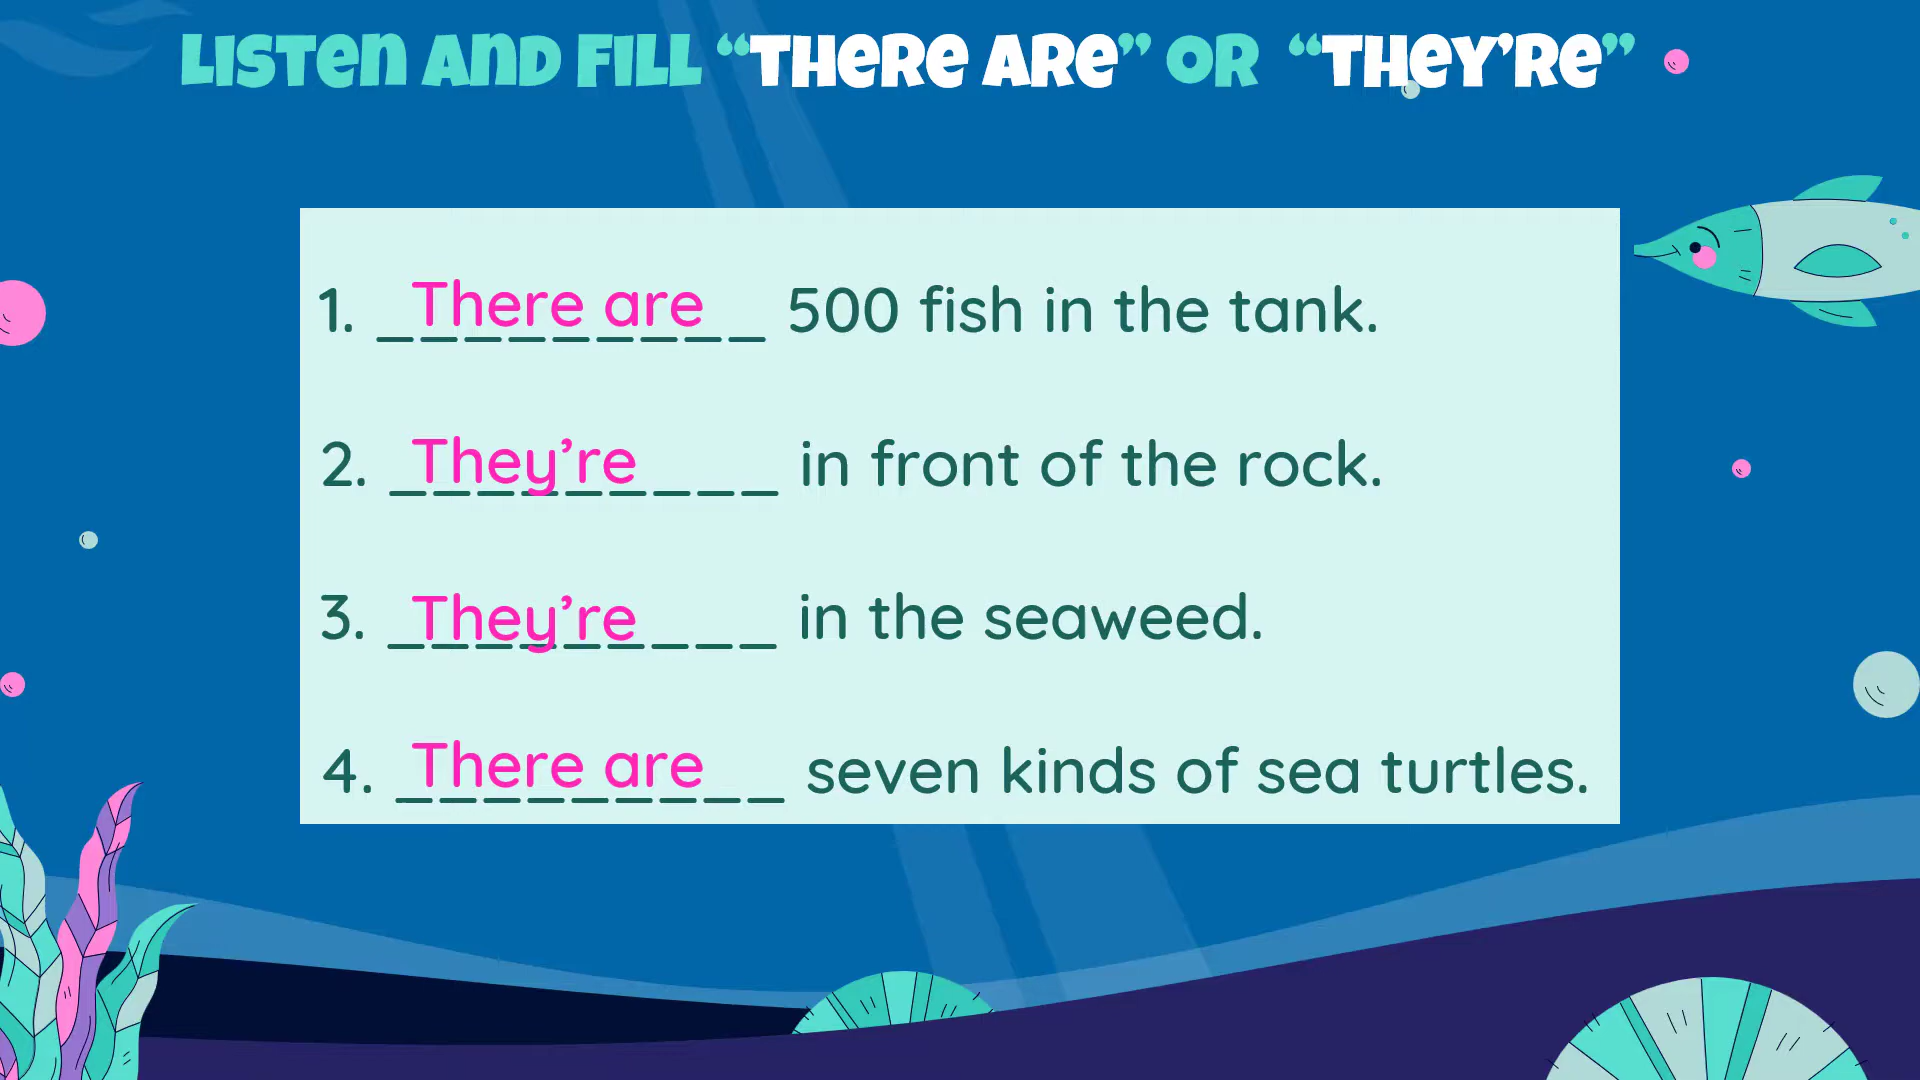 LISTEN AND FILL “THERE ARE” OR “THEY’RE”
1. There are 500 fish in the tank.
2. They’re in front of the rock.
3. They’re in the seaweed.
4. There are seven kinds of sea turtles.